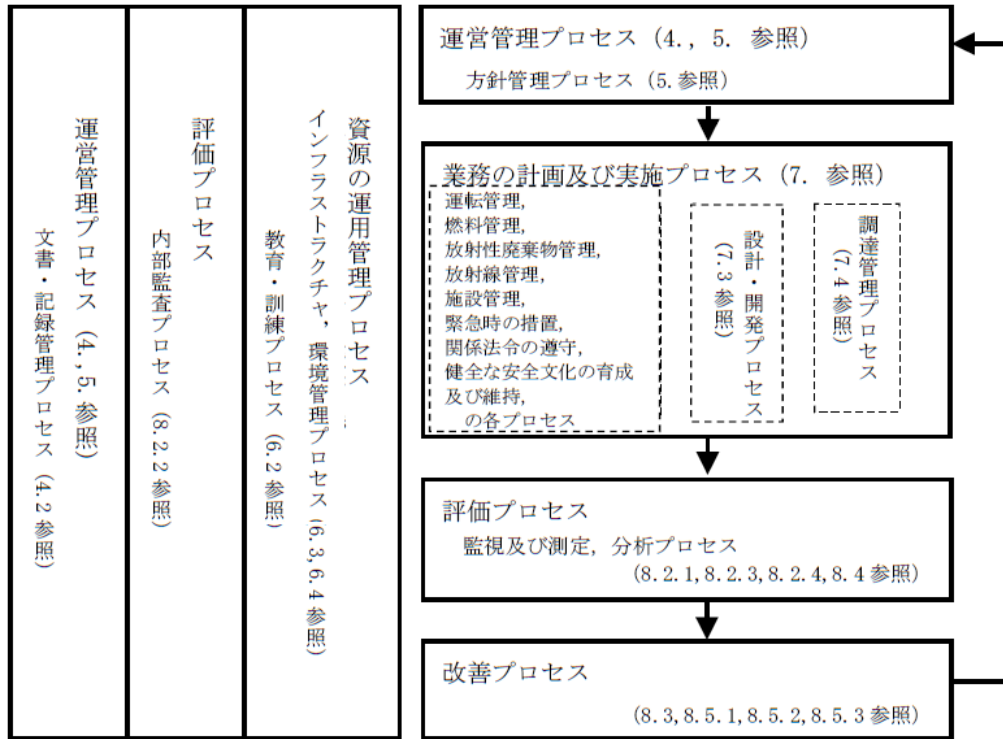 運営管理プロセス (4., 5. 参照)
方針管理プロセス (5.参照)
業務の計画及び実施プロセス (7. 参照)
運転管理,
燃料管理,
放射性廃棄物管理,
放射線管理,
施設管理,
緊急時の措置,
関係法令の遵守,
健全な安全文化の育成
及び維持,
の各プロセス
設計・開発プロセス
(7.3 参照)
調達管理プロセス
(7.4 参照)
評価プロセス
監視及び測定, 分析プロセス
(8.2.1,8.2.3,8.2.4,8.4 参照)
改善プロセス
(8.3,8.5.1,8.5.2,8.5.3 参照)
資源の運用管理プロセス
インフラストラクチャ, 環境管理プロセス (6.3,6.4 参照)
教育・訓練プロセス (6.2 参照)
評価プロセス
内部監査プロセス (8.2.2 参照)
運営管理プロセス (4.,5.参照)
文書・記録管理プロセス (4.2 参照)